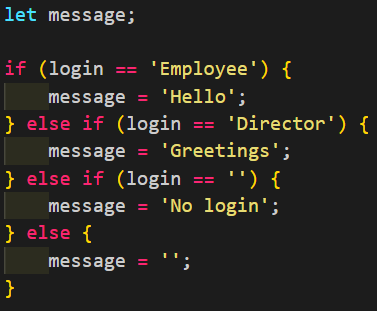 let message;

if (login == 'Employee') {
    message = 'Hello';
} else if (login == 'Director') {
    message = 'Greetings';
} else if (login == '') {
    message = 'No login';
} else {
    message = '';
}